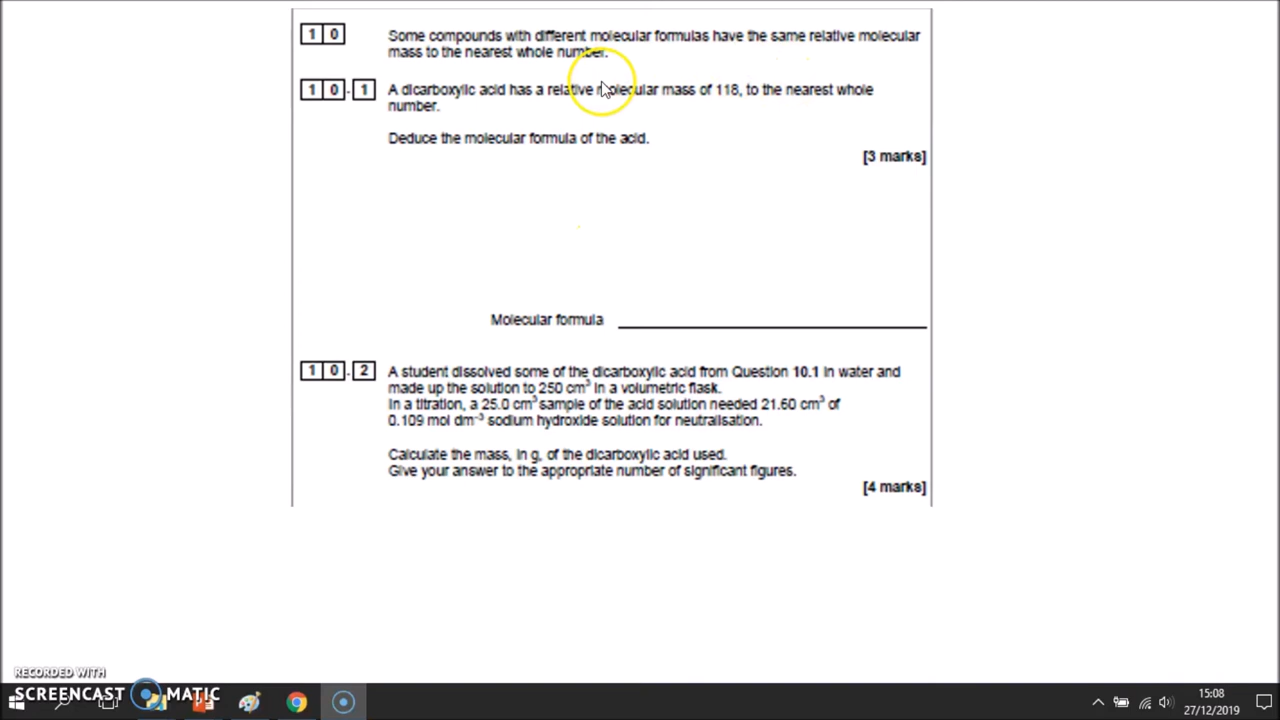 10 Some compounds with different molecular formulas have the same relative molecular
mass to the nearest whole number.
10.1 A dicarboxylic acid has a relative molecular mass of 118, to the nearest whole
number.
Deduce the molecular formula of the acid.
[3 marks]
Molecular formula
10.2 A student dissolved some of the dicarboxylic acid from Question 10.1 in water and
made up the solution to 250 cm³ in a volumetric flask.
In a titration, a 25.0 cm³ sample of the acid solution needed 21.60 cm³ of
0.109 mol dm⁻³ sodium hydroxide solution for neutralisation.
Calculate the mass, in g, of the dicarboxylic acid used.
Give your answer to the appropriate number of significant figures.
[4 marks]
RECORDED WITH
SCREENCAST MATIC
15:08
27/12/2019